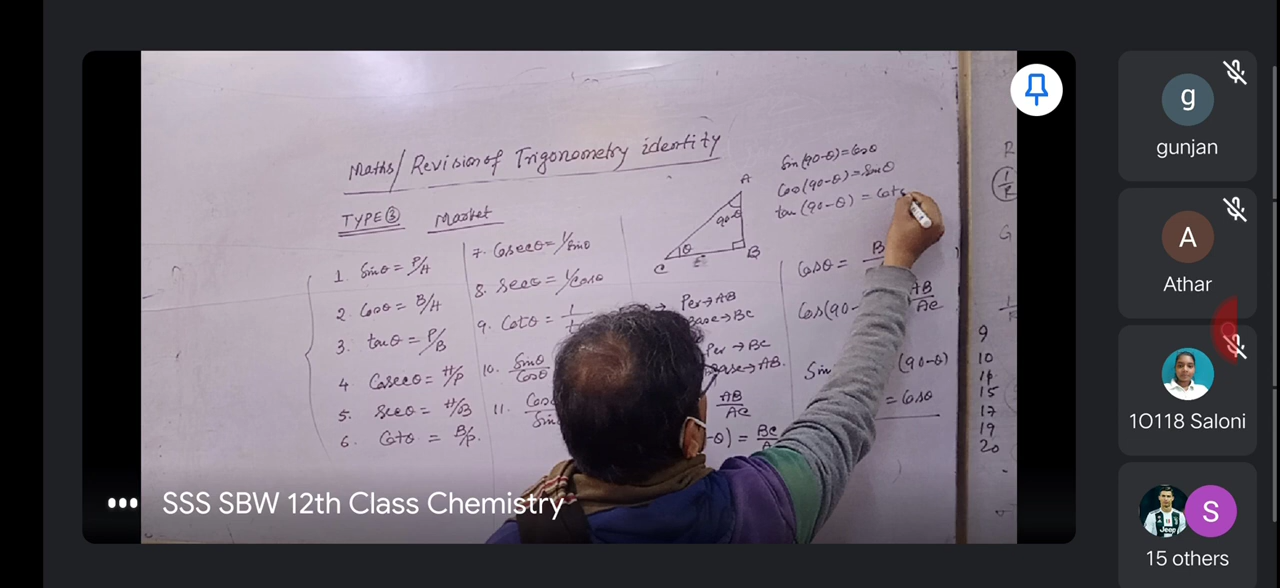 Maths/ Revision of Trigonometry identity
TYPE ③ Market
1. Sinθ = P/H
2. Cosθ = B/H
3. tanθ = P/B
4. Cosecθ = H/P
5. Secθ = H/B
6. Cotθ = B/P.
7. Cosecθ = 1/Sinθ
8. Secθ = 1/Cosθ
9. Cotθ = 1/
10. Sinθ/Cosθ
11.
A
90-θ
θ
C
B
Sin(90-θ) = Cosθ
Cos(90-θ) = Sinθ
tan(90-θ) = Cot
Per → AB
Base → BC
Per → BC
Base → AB.
AB/AC
-θ) = BC
Cosθ = B
Cos(90- AB/AC
Sin (90-θ)
= Cosθ
R
1/R
G
9
10
15
17
19
20
SSS SBW 12th Class Chemistry
g
gunjan
A
Athar
1O118 Saloni
Jeep
S
15 others